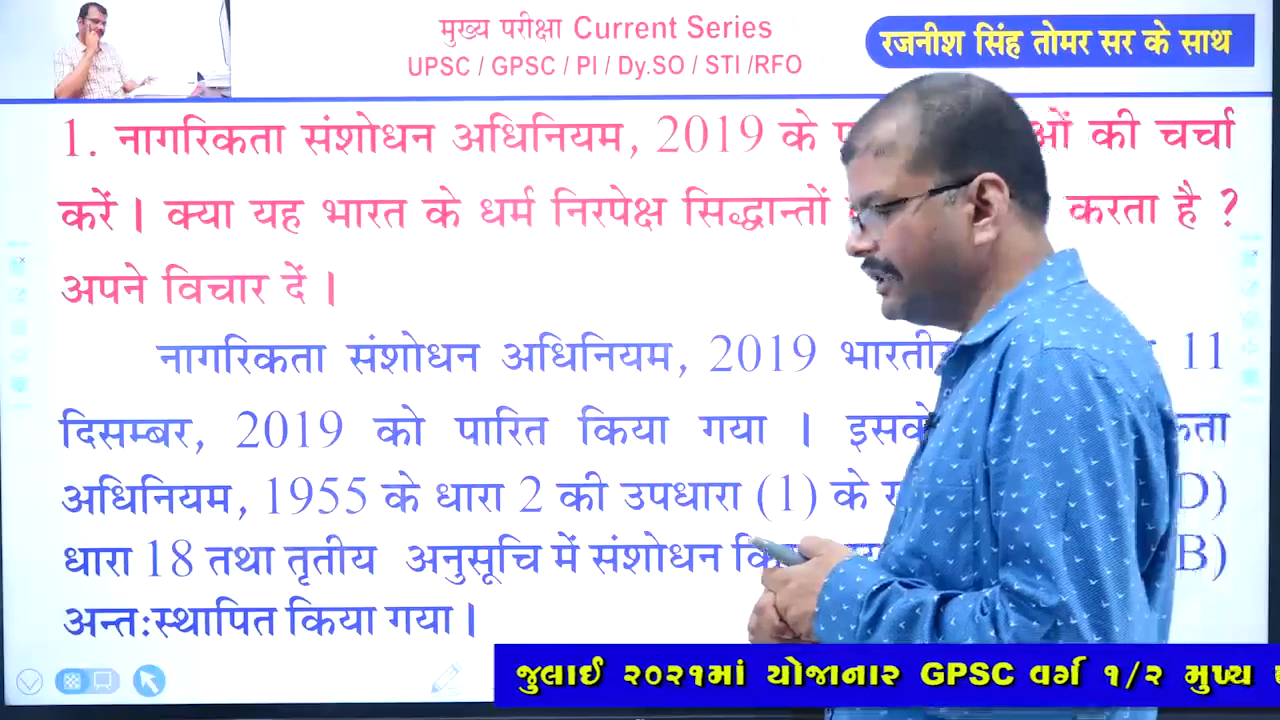 मुख्य परीक्षा Current Series
UPSC / GPSC / PI / Dy.SO / STI /RFO
रजनीश सिंह तोमर सर के साथ
1. नागरिकता संशोधन अधिनियम, 2019 के की चर्चा
करें । क्या यह भारत के धर्म निरपेक्ष सिद्धान्तों करता है ?
अपने विचार दें ।
नागरिकता संशोधन अधिनियम, 2019 11
दिसम्बर, 2019 को पारित किया गया ।
अधिनियम, 1955 के धारा 2 की उपधारा (1) के D)
धारा 18 तथा तृतीय अनुसूचि में संशोधन B)
अन्तःस्थापित किया गया ।
જુલાઈ ૨૦૨૧માં યોજાનાર GPSC વર્ગ ૧/૨ મુખ્ય